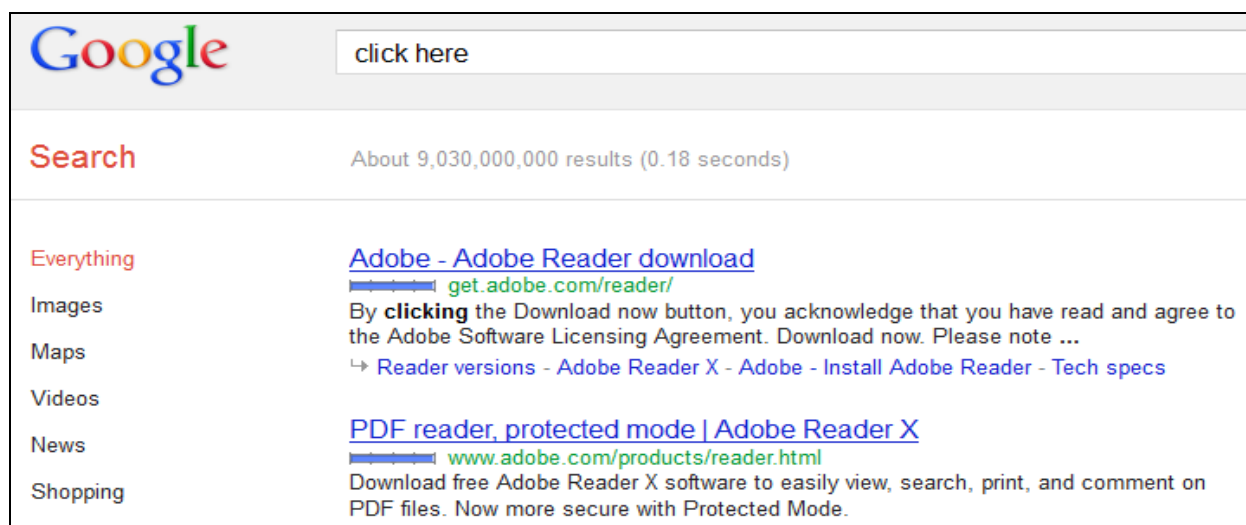 Google
click here
Search
About 9,030,000,000 results (0.18 seconds)
Everything
Images
Maps
Videos
News
Shopping
Adobe - Adobe Reader download
get.adobe.com/reader/
By clicking the Download now button, you acknowledge that you have read and agree to
the Adobe Software Licensing Agreement. Download now. Please note ...
↳ Reader versions - Adobe Reader X - Adobe - Install Adobe Reader - Tech specs
PDF reader, protected mode | Adobe Reader X
www.adobe.com/products/reader.html
Download free Adobe Reader X software to easily view, search, print, and comment on
PDF files. Now more secure with Protected Mode.